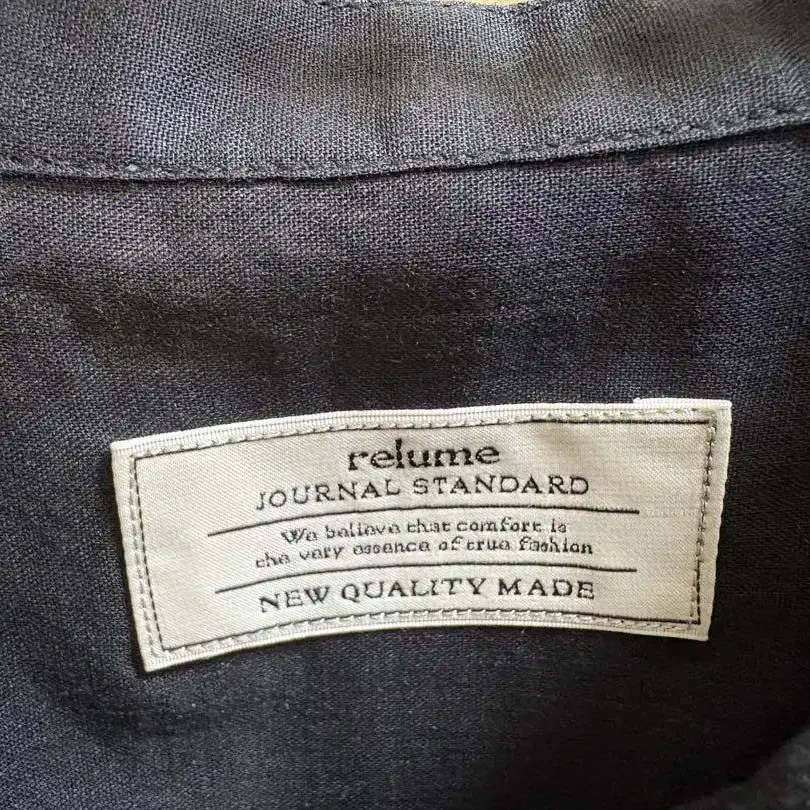 relume
JOURNAL STANDARD
We believe that comfort is
the very essence of true fashion
NEW QUALITY MADE